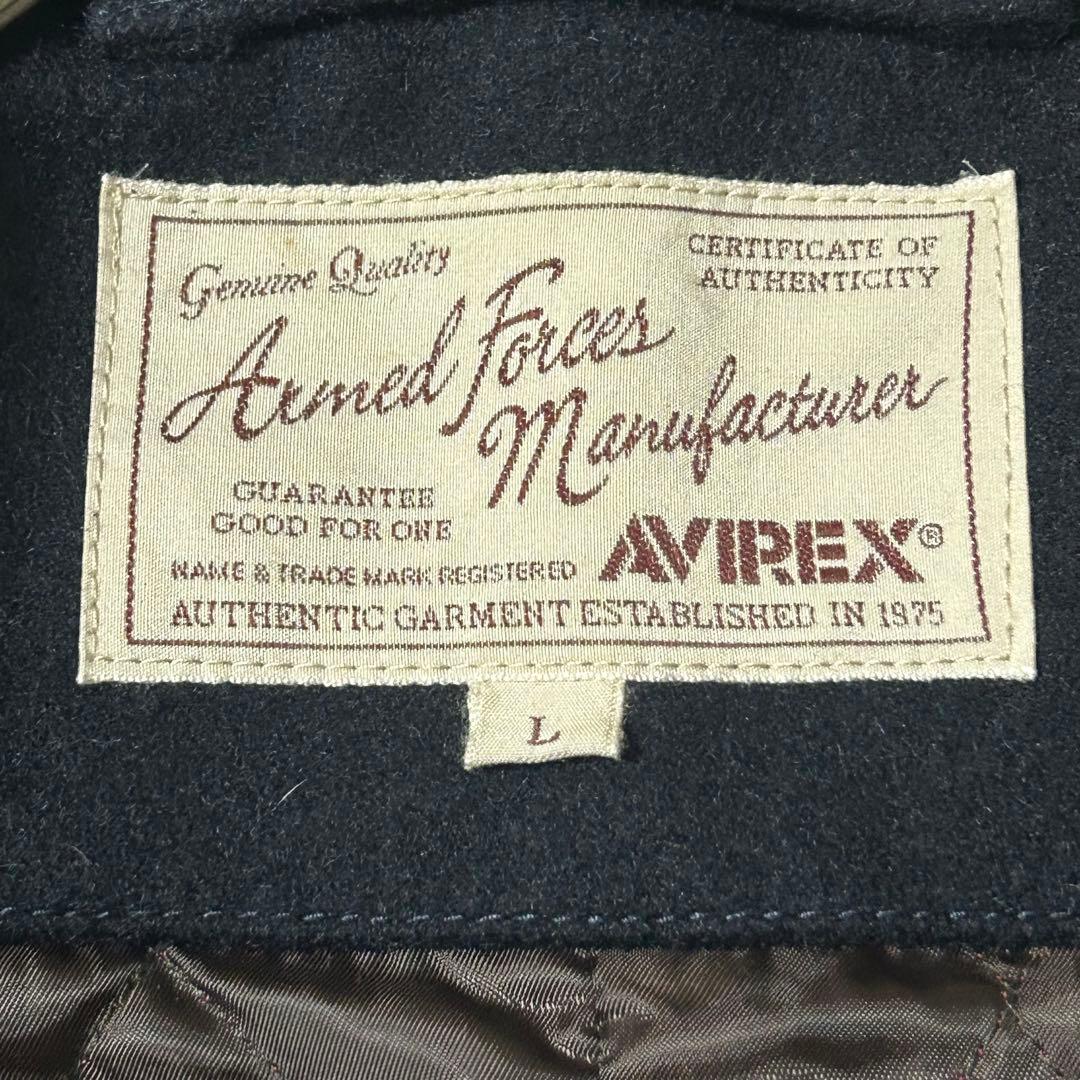 Genuine Quality
CERTIFICATE OF
AUTHENTICITY
Armed Forces
Manufacturer
GUARANTEE
GOOD FOR ONE
NAME & TRADE MARK REGISTERED
AVIREX®
AUTHENTIC GARMENT ESTABLISHED IN 1975
L